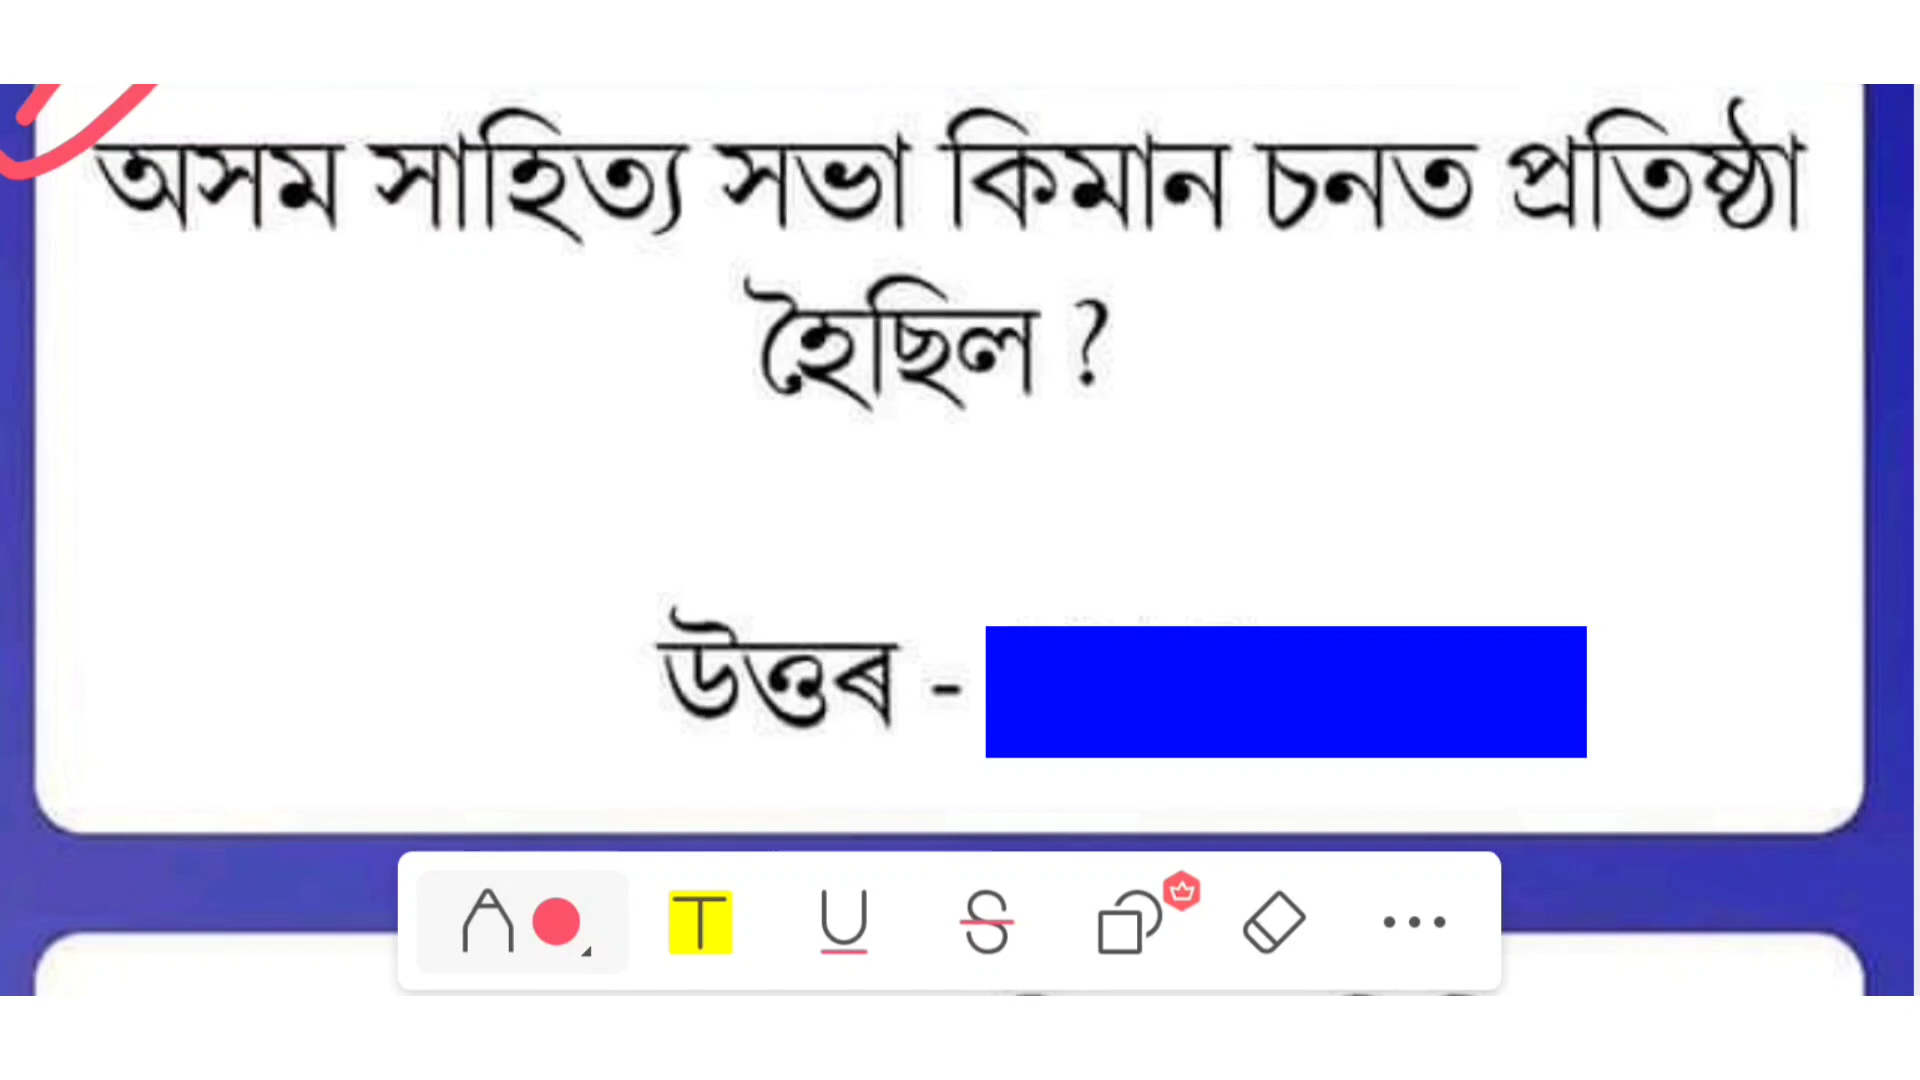 অসম সাহিত্য সভা কিমান চনত প্ৰতিষ্ঠা
হৈছিল ?
উত্তৰ -